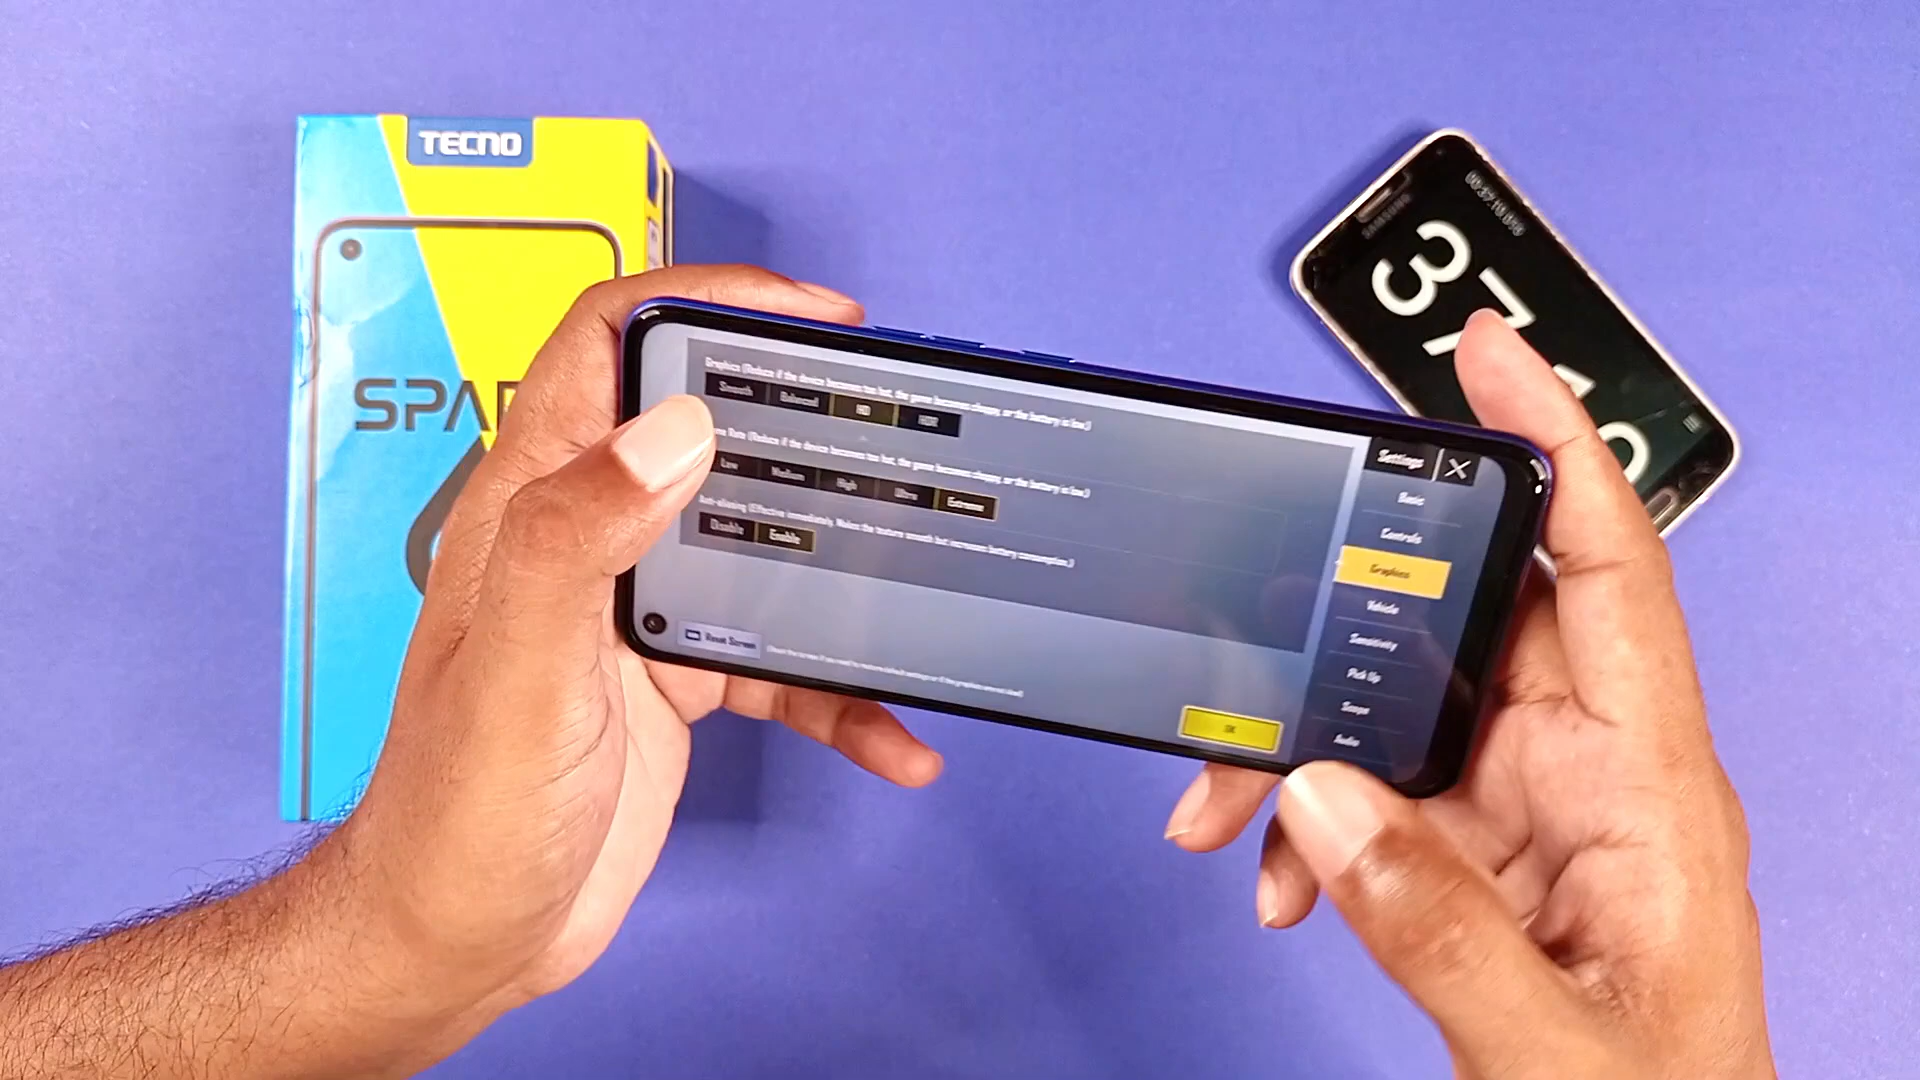 TECNO
SPA
SAMSUNG
Graphics (Reduce if the device becomes too hot, the game becomes choppy, or the battery is low.)
Smooth
Balanced
HD
HDR
Rate (Reduce if the device becomes too hot, the game becomes choppy, or the battery is low.)
Low
Medium
High
Ultra
Extreme
Anti-aliasing (Effective immediately. Makes the texture smooth but increases battery consumption.)
Disable
Enable
Reset Screen
OK
Settings
Basic
Controls
Graphics
Vehicle
Sensitivity
Pick Up
Scope
Audio